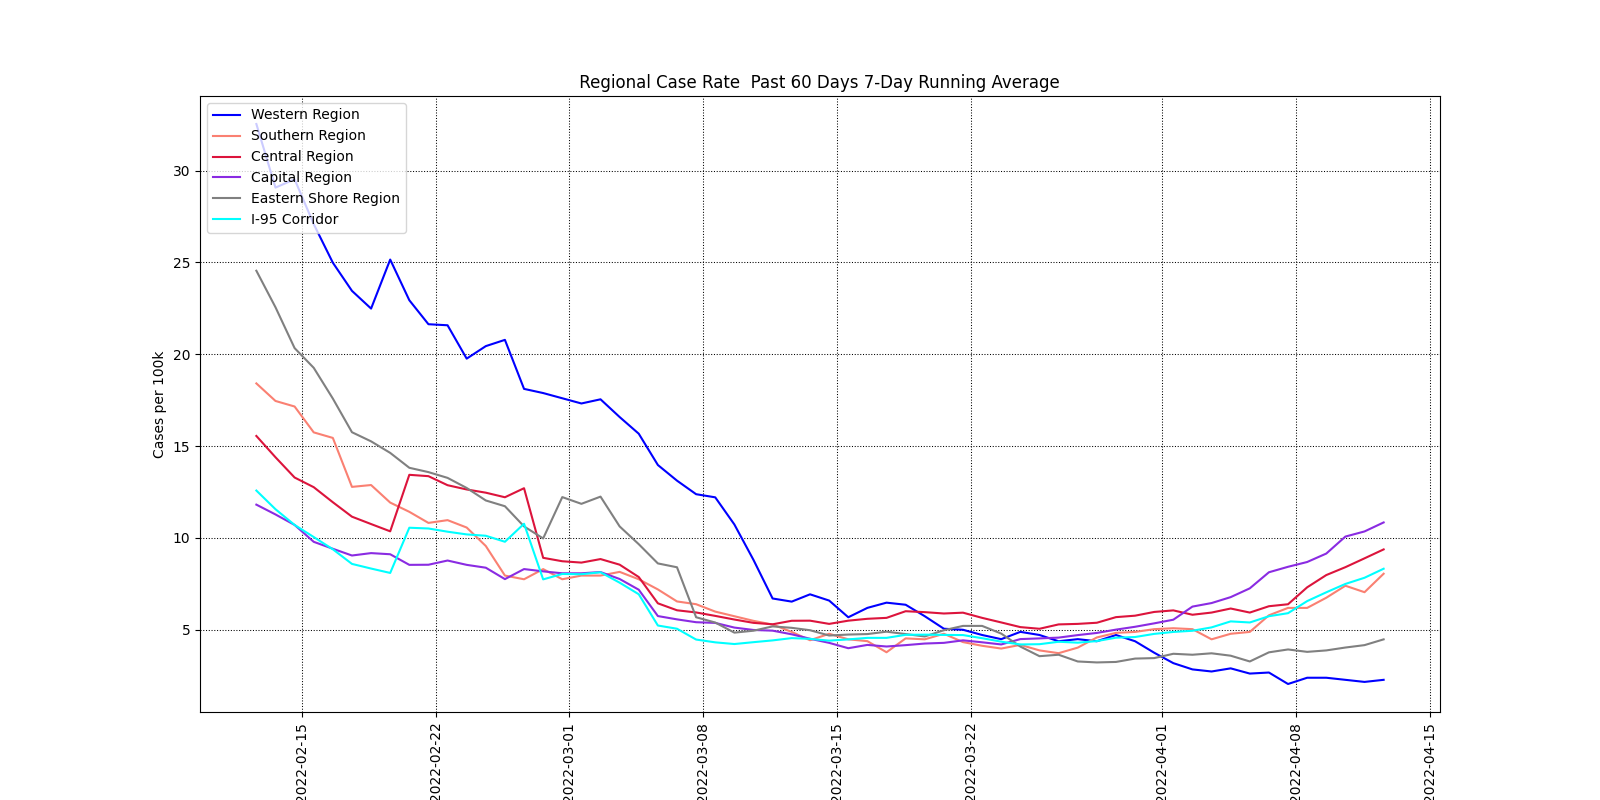 Regional Case Rate  Past 60 Days 7-Day Running Average
Western Region
Southern Region
Central Region
Capital Region
Eastern Shore Region
I-95 Corridor
Cases per 100k
30
25
20
15
10
5
2022-02-15
2022-02-22
2022-03-01
2022-03-08
2022-03-15
2022-03-22
2022-04-01
2022-04-08
2022-04-15